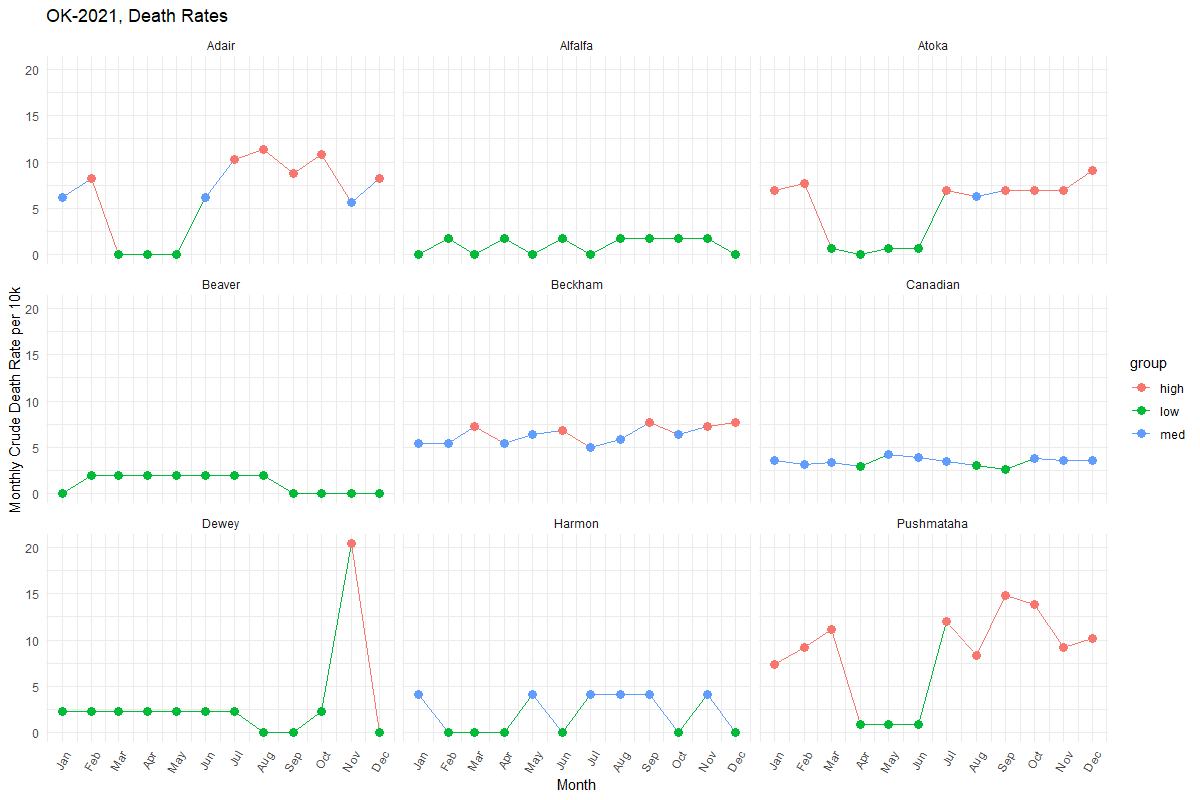 OK-2021, Death Rates
Adair
Alfalfa
Atoka
20
15
10
5
0
Beaver
Beckham
Canadian
20
15
10
5
0
Dewey
Harmon
Pushmataha
20
15
10
5
0
Monthly Crude Death Rate per 10k
Jan Feb Mar Apr May Jun Jul Aug Sep Oct Nov Dec
Jan Feb Mar Apr May Jun Jul Aug Sep Oct Nov Dec
Jan Feb Mar Apr May Jun Jul Aug Sep Oct Nov Dec
Month
group
high
low
med